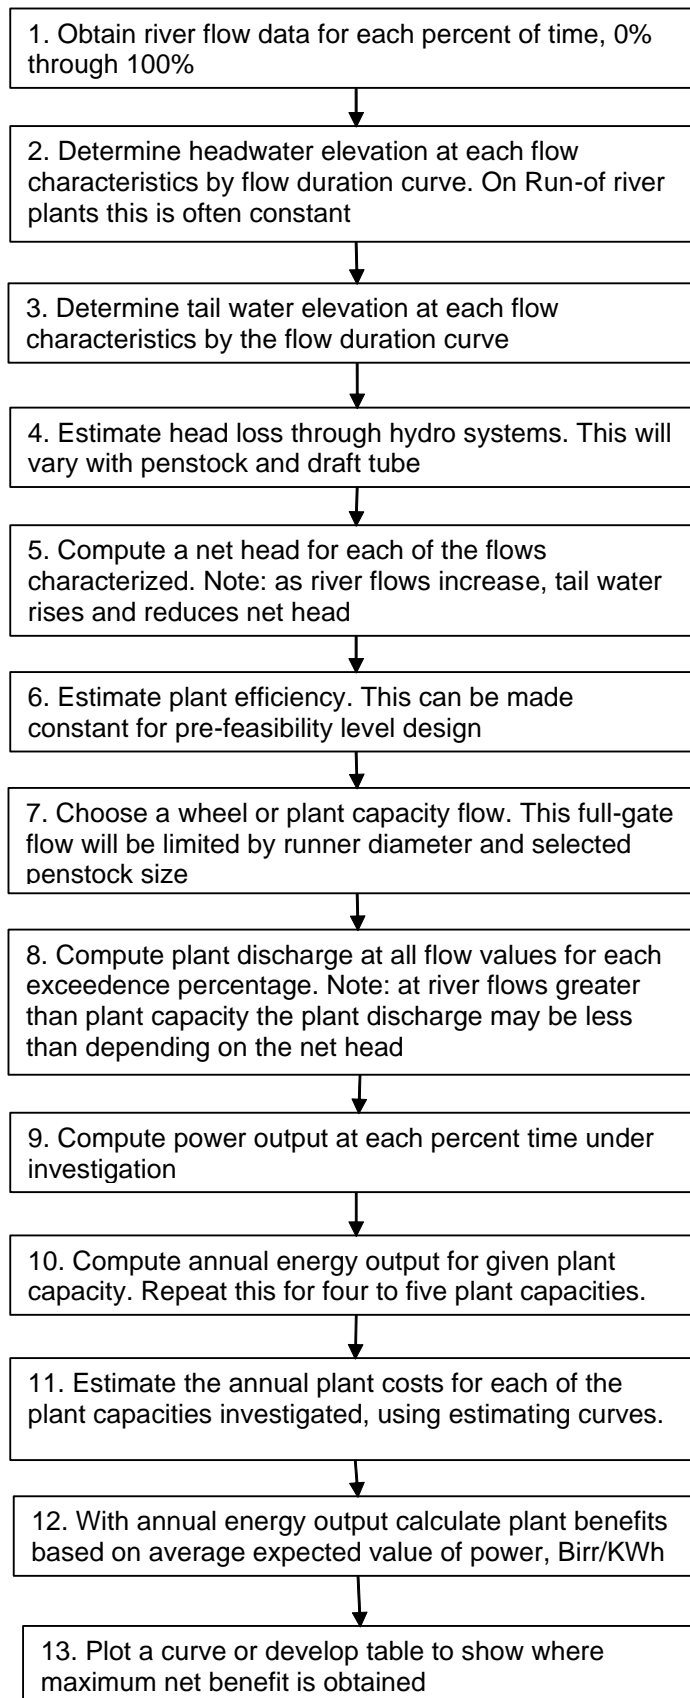 1. Obtain river flow data for each percent of time, 0%
through 100%
2. Determine headwater elevation at each flow
characteristics by flow duration curve. On Run-of river
plants this is often constant
3. Determine tail water elevation at each flow
characteristics by the flow duration curve
4. Estimate head loss through hydro systems. This will
vary with penstock and draft tube
5. Compute a net head for each of the flows
characterized. Note: as river flows increase, tail water
rises and reduces net head
6. Estimate plant efficiency. This can be made
constant for pre-feasibility level design
7. Choose a wheel or plant capacity flow. This full-gate
flow will be limited by runner diameter and selected
penstock size
8. Compute plant discharge at all flow values for each
exceedence percentage. Note: at river flows greater
than plant capacity the plant discharge may be less
than depending on the net head
9. Compute power output at each percent time under
investigation
10. Compute annual energy output for given plant
capacity. Repeat this for four to five plant capacities.
11. Estimate the annual plant costs for each of the
plant capacities investigated, using estimating curves.
12. With annual energy output calculate plant benefits
based on average expected value of power, Birr/KWh
13. Plot a curve or develop table to show where
maximum net benefit is obtained